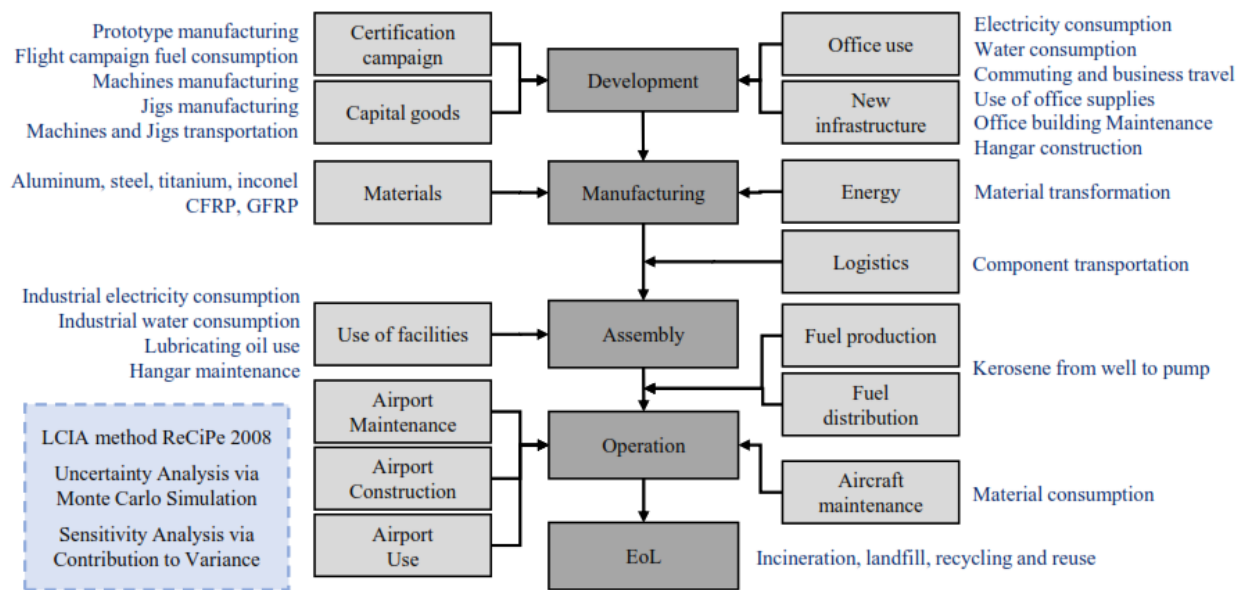 Prototype manufacturing
Flight campaign fuel consumption
Machines manufacturing
Jigs manufacturing
Machines and Jigs transportation
Certification
campaign
Capital goods
Development
Office use
New
infrastructure
Electricity consumption
Water consumption
Commuting and business travel
Use of office supplies
Office building Maintenance
Hangar construction
Aluminum, steel, titanium, inconel
CFRP, GFRP
Materials
Manufacturing
Energy
Material transformation
Logistics
Component transportation
Industrial electricity consumption
Industrial water consumption
Lubricating oil use
Hangar maintenance
Use of facilities
Assembly
Fuel production
Fuel
distribution
Kerosene from well to pump
Airport
Maintenance
Airport
Construction
Airport
Use
Operation
Aircraft
maintenance
Material consumption
LCIA method ReCiPe 2008
Uncertainty Analysis via
Monte Carlo Simulation
Sensitivity Analysis via
Contribution to Variance
EoL
Incineration, landfill, recycling and reuse